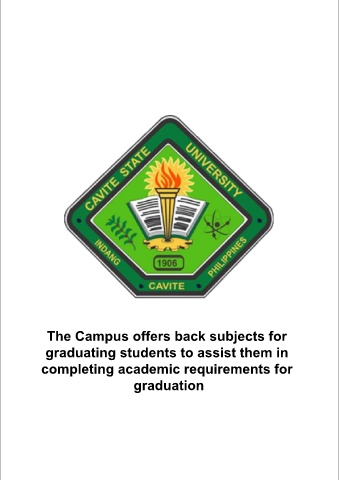 CAVITE STATE UNIVERSITY
INDANG
1906
PHILIPPINES
CAVITE
The Campus offers back subjects for
graduating students to assist them in
completing academic requirements for
graduation